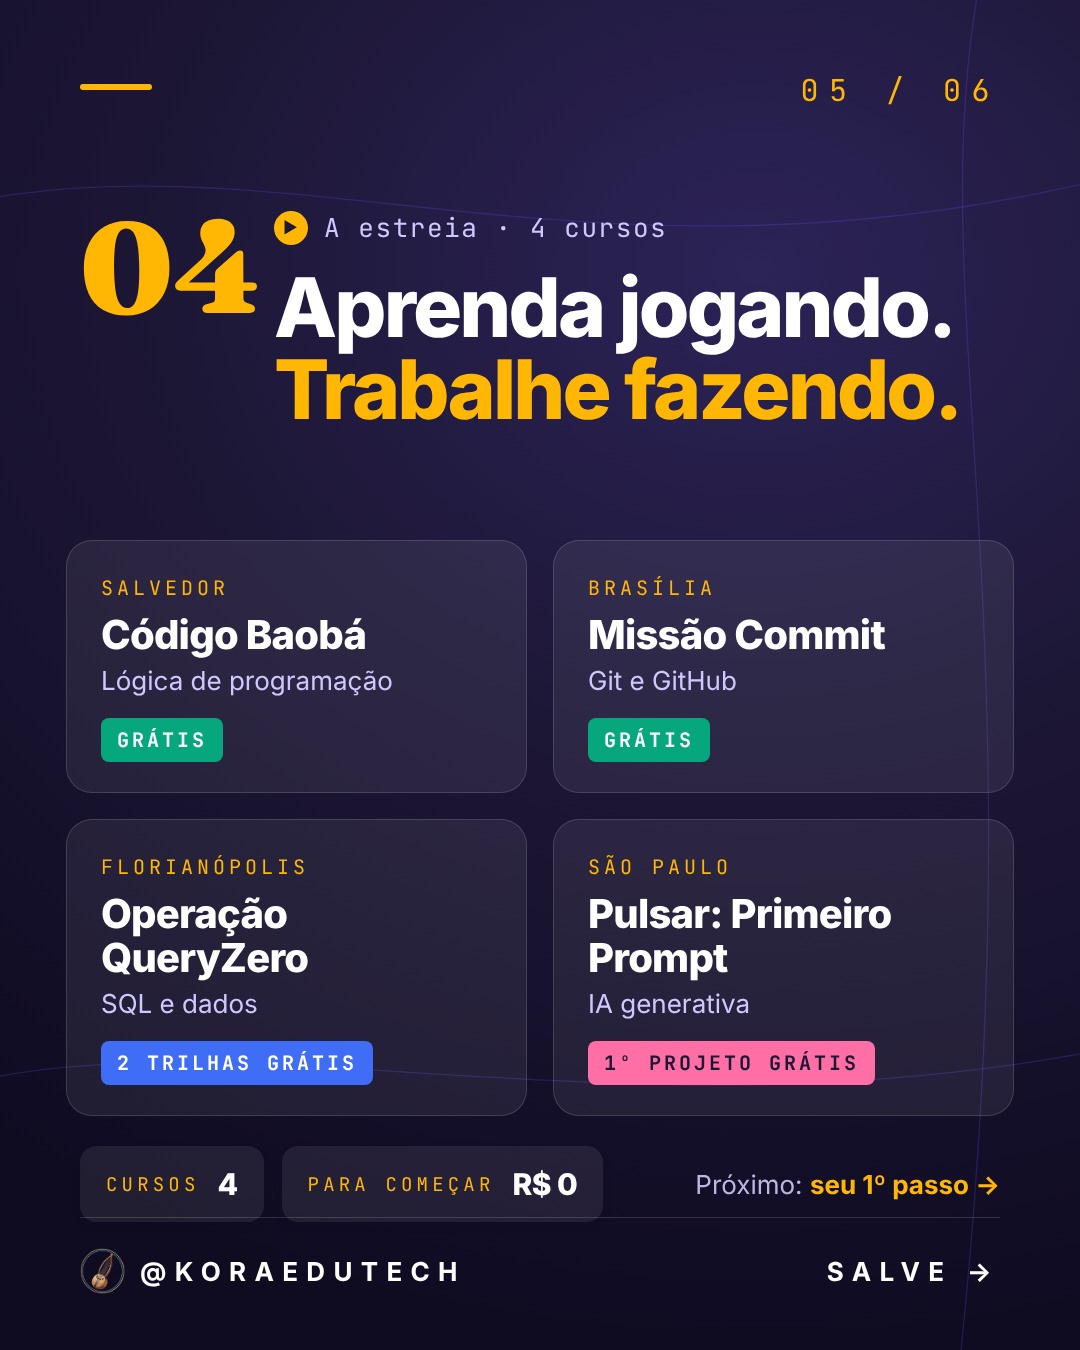 05 / 06
04
A estreia · 4 cursos
Aprenda jogando.
Trabalhe fazendo.
SALVEDOR
Código Baobá
Lógica de programação
GRÁTIS
BRASÍLIA
Missão Commit
Git e GitHub
GRÁTIS
FLORIANÓPOLIS
Operação
QueryZero
SQL e dados
2 TRILHAS GRÁTIS
SÃO PAULO
Pulsar: Primeiro
Prompt
IA generativa
1º PROJETO GRÁTIS
CURSOS 4
PARA COMEÇAR R$ 0
Próximo: seu 1º passo →
@KORAEDUTECH
SALVE →